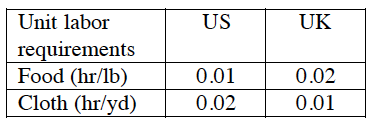 Unit labor US UK
requirements
Food (hr/lb) 0.01 0.02
Cloth (hr/yd) 0.02 0.01